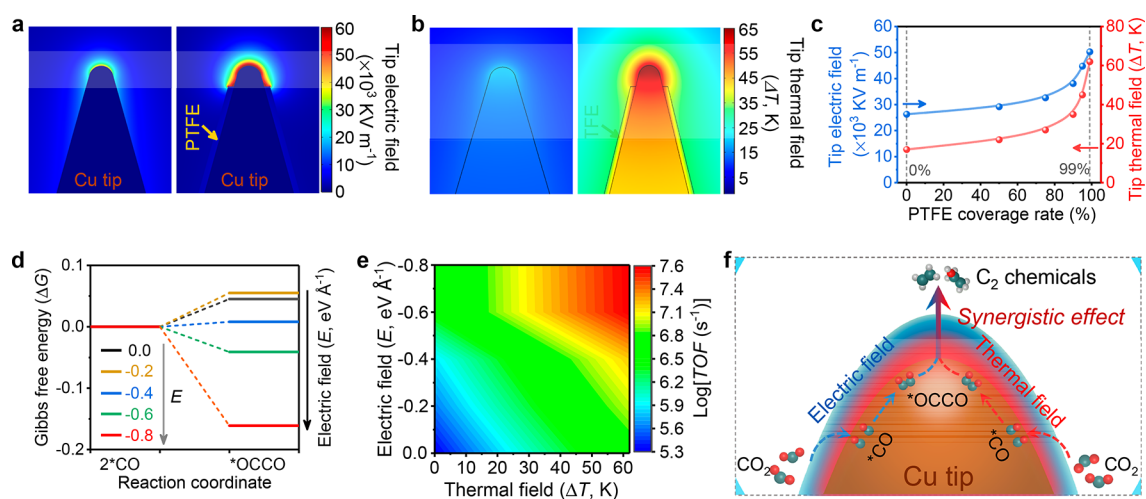 a
PTFE
Cu tip
Cu tip
60
50
40
30
20
10
0
Tip electric field
(×10³ KV m⁻¹)
b
TFE
65
55
45
35
25
15
5
Tip thermal field
(ΔT, K)
c
Tip electric field
(×10³ KV m⁻¹)
60
50
40
30
20
10
0
0%
99%
0 20 40 60 80 100
PTFE coverage rate (%)
80
60
40
20
0
Tip thermal field (ΔT, K)
d
Gibbs free energy (ΔG)
0.1
0.0
-0.1
-0.2
0.0
-0.2
-0.4
-0.6
-0.8
E
2*CO
*OCCO
Reaction coordinate
Electric field (E, eV Å⁻¹)
e
Electric field (E, eV Å⁻¹)
-0.8
-0.6
-0.4
-0.2
0.0
0 10 20 30 40 50 60
Thermal field (ΔT, K)
7.6
7.3
7.0
6.7
6.4
6.1
5.9
5.6
5.3
Log[TOF (s⁻¹)]
f
C₂ chemicals
Synergistic effect
Electric field
Thermal field
*OCCO
*CO
*CO
CO₂
CO₂
Cu tip